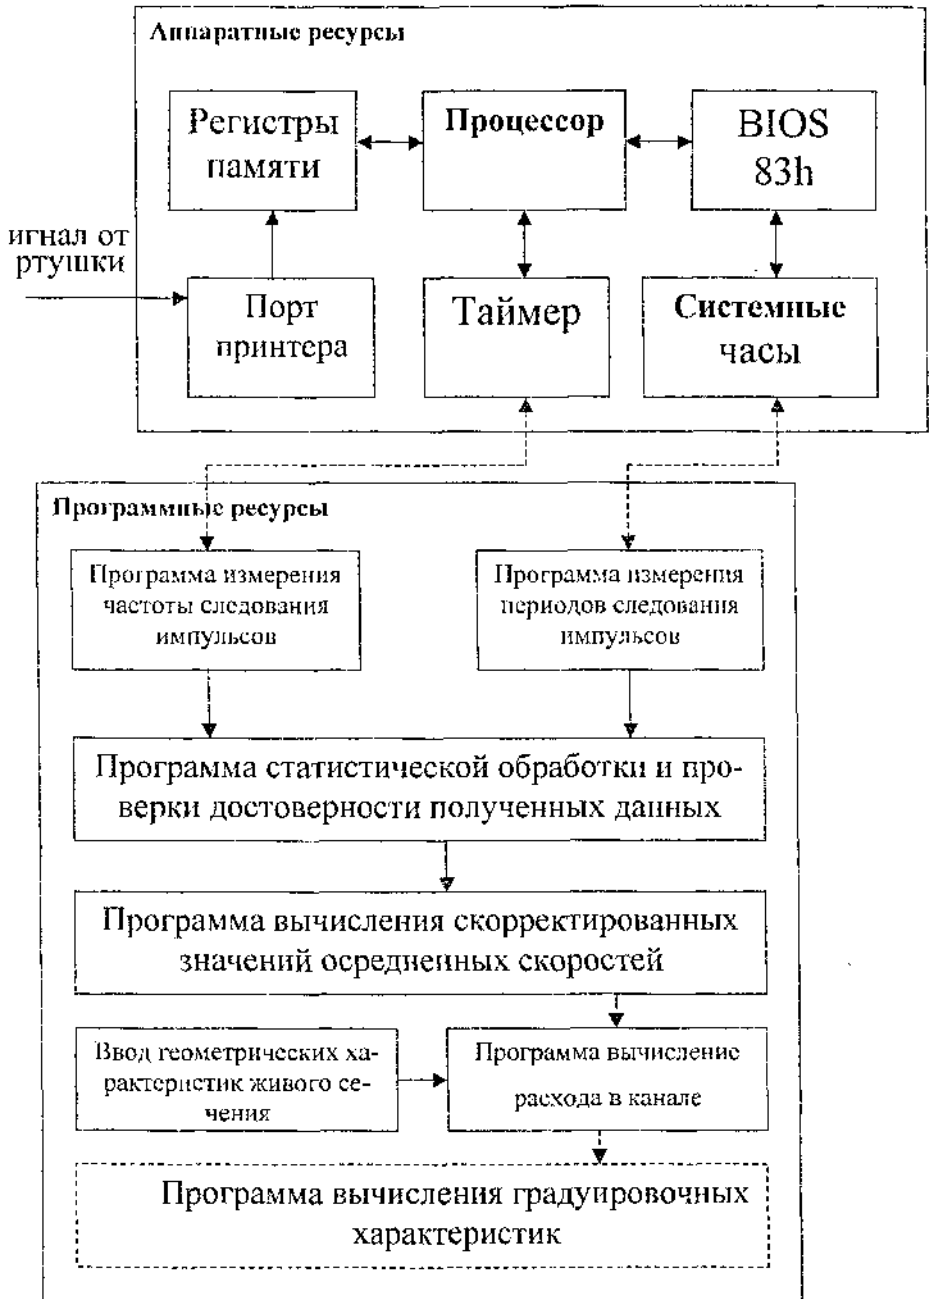 Аппаратные ресурсы
Регистры
памяти
Процессор
BIOS
83h
игнал от
ртушки
Порт
принтера
Таймер
Системные
часы
Программные ресурсы
Программа измерения
частоты следования
импульсов
Программа измерения
периодов следования
импульсов
Программа статистической обработки и про-
верки достоверности полученных данных
Программа вычисления скорректированных
значений осредненных скоростей
Ввод геометрических ха-
рактеристик живого се-
чения
Программа вычисление
расхода в канале
Программа вычисления градуировочных
характеристик